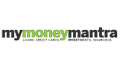 mymoneymantra
LOANS. CREDIT CARDS. INVESTMENTS. INSURANCE